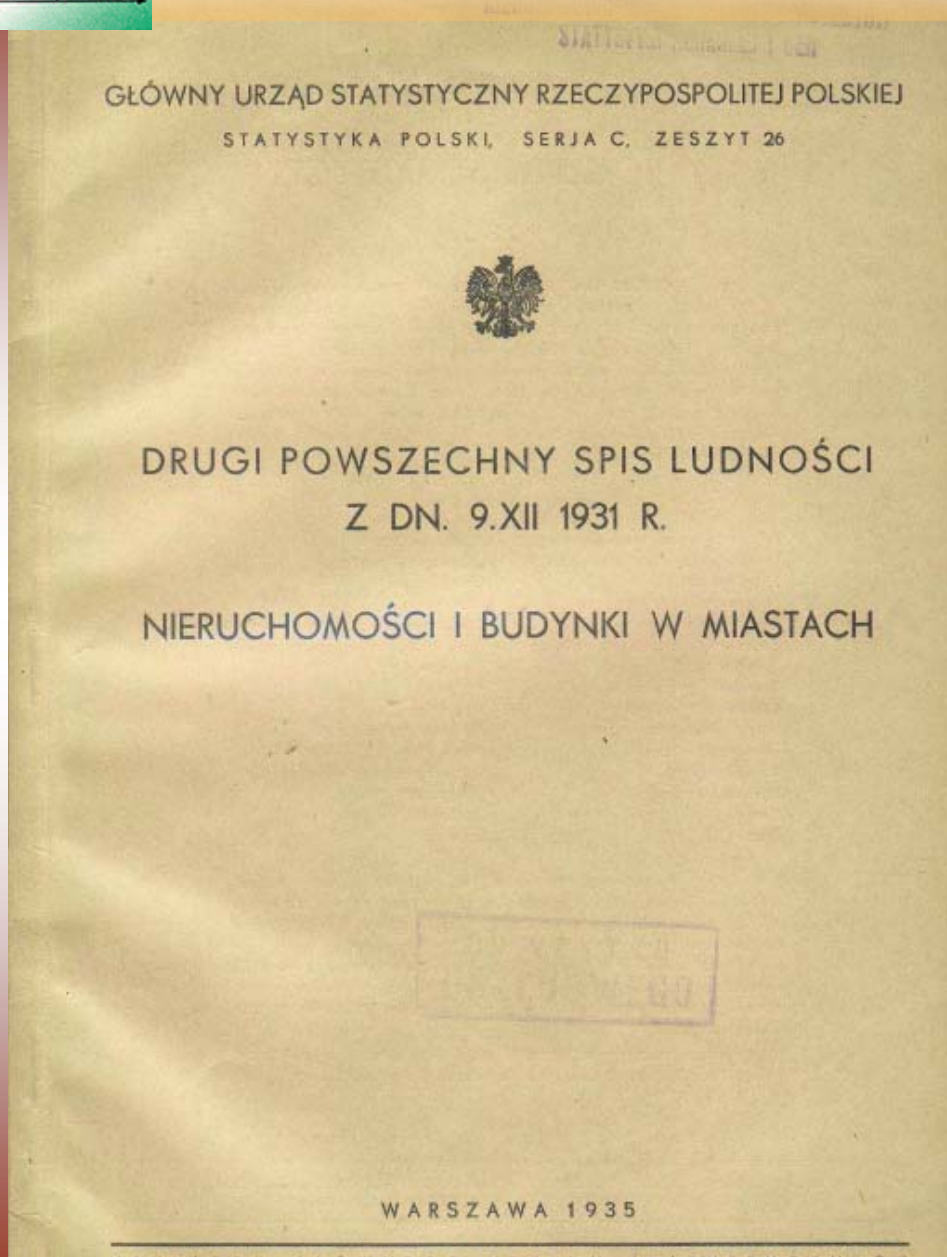 GŁÓWNY URZĄD STATYSTYCZNY RZECZYPOSPOLITEJ POLSKIEJ
STATYSTYKA POLSKI, SERJA C, ZESZYT 26
DRUGI POWSZECHNY SPIS LUDNOŚCI
Z DN. 9.XII 1931 R.
NIERUCHOMOŚCI I BUDYNKI W MIASTACH
WARSZAWA 1935